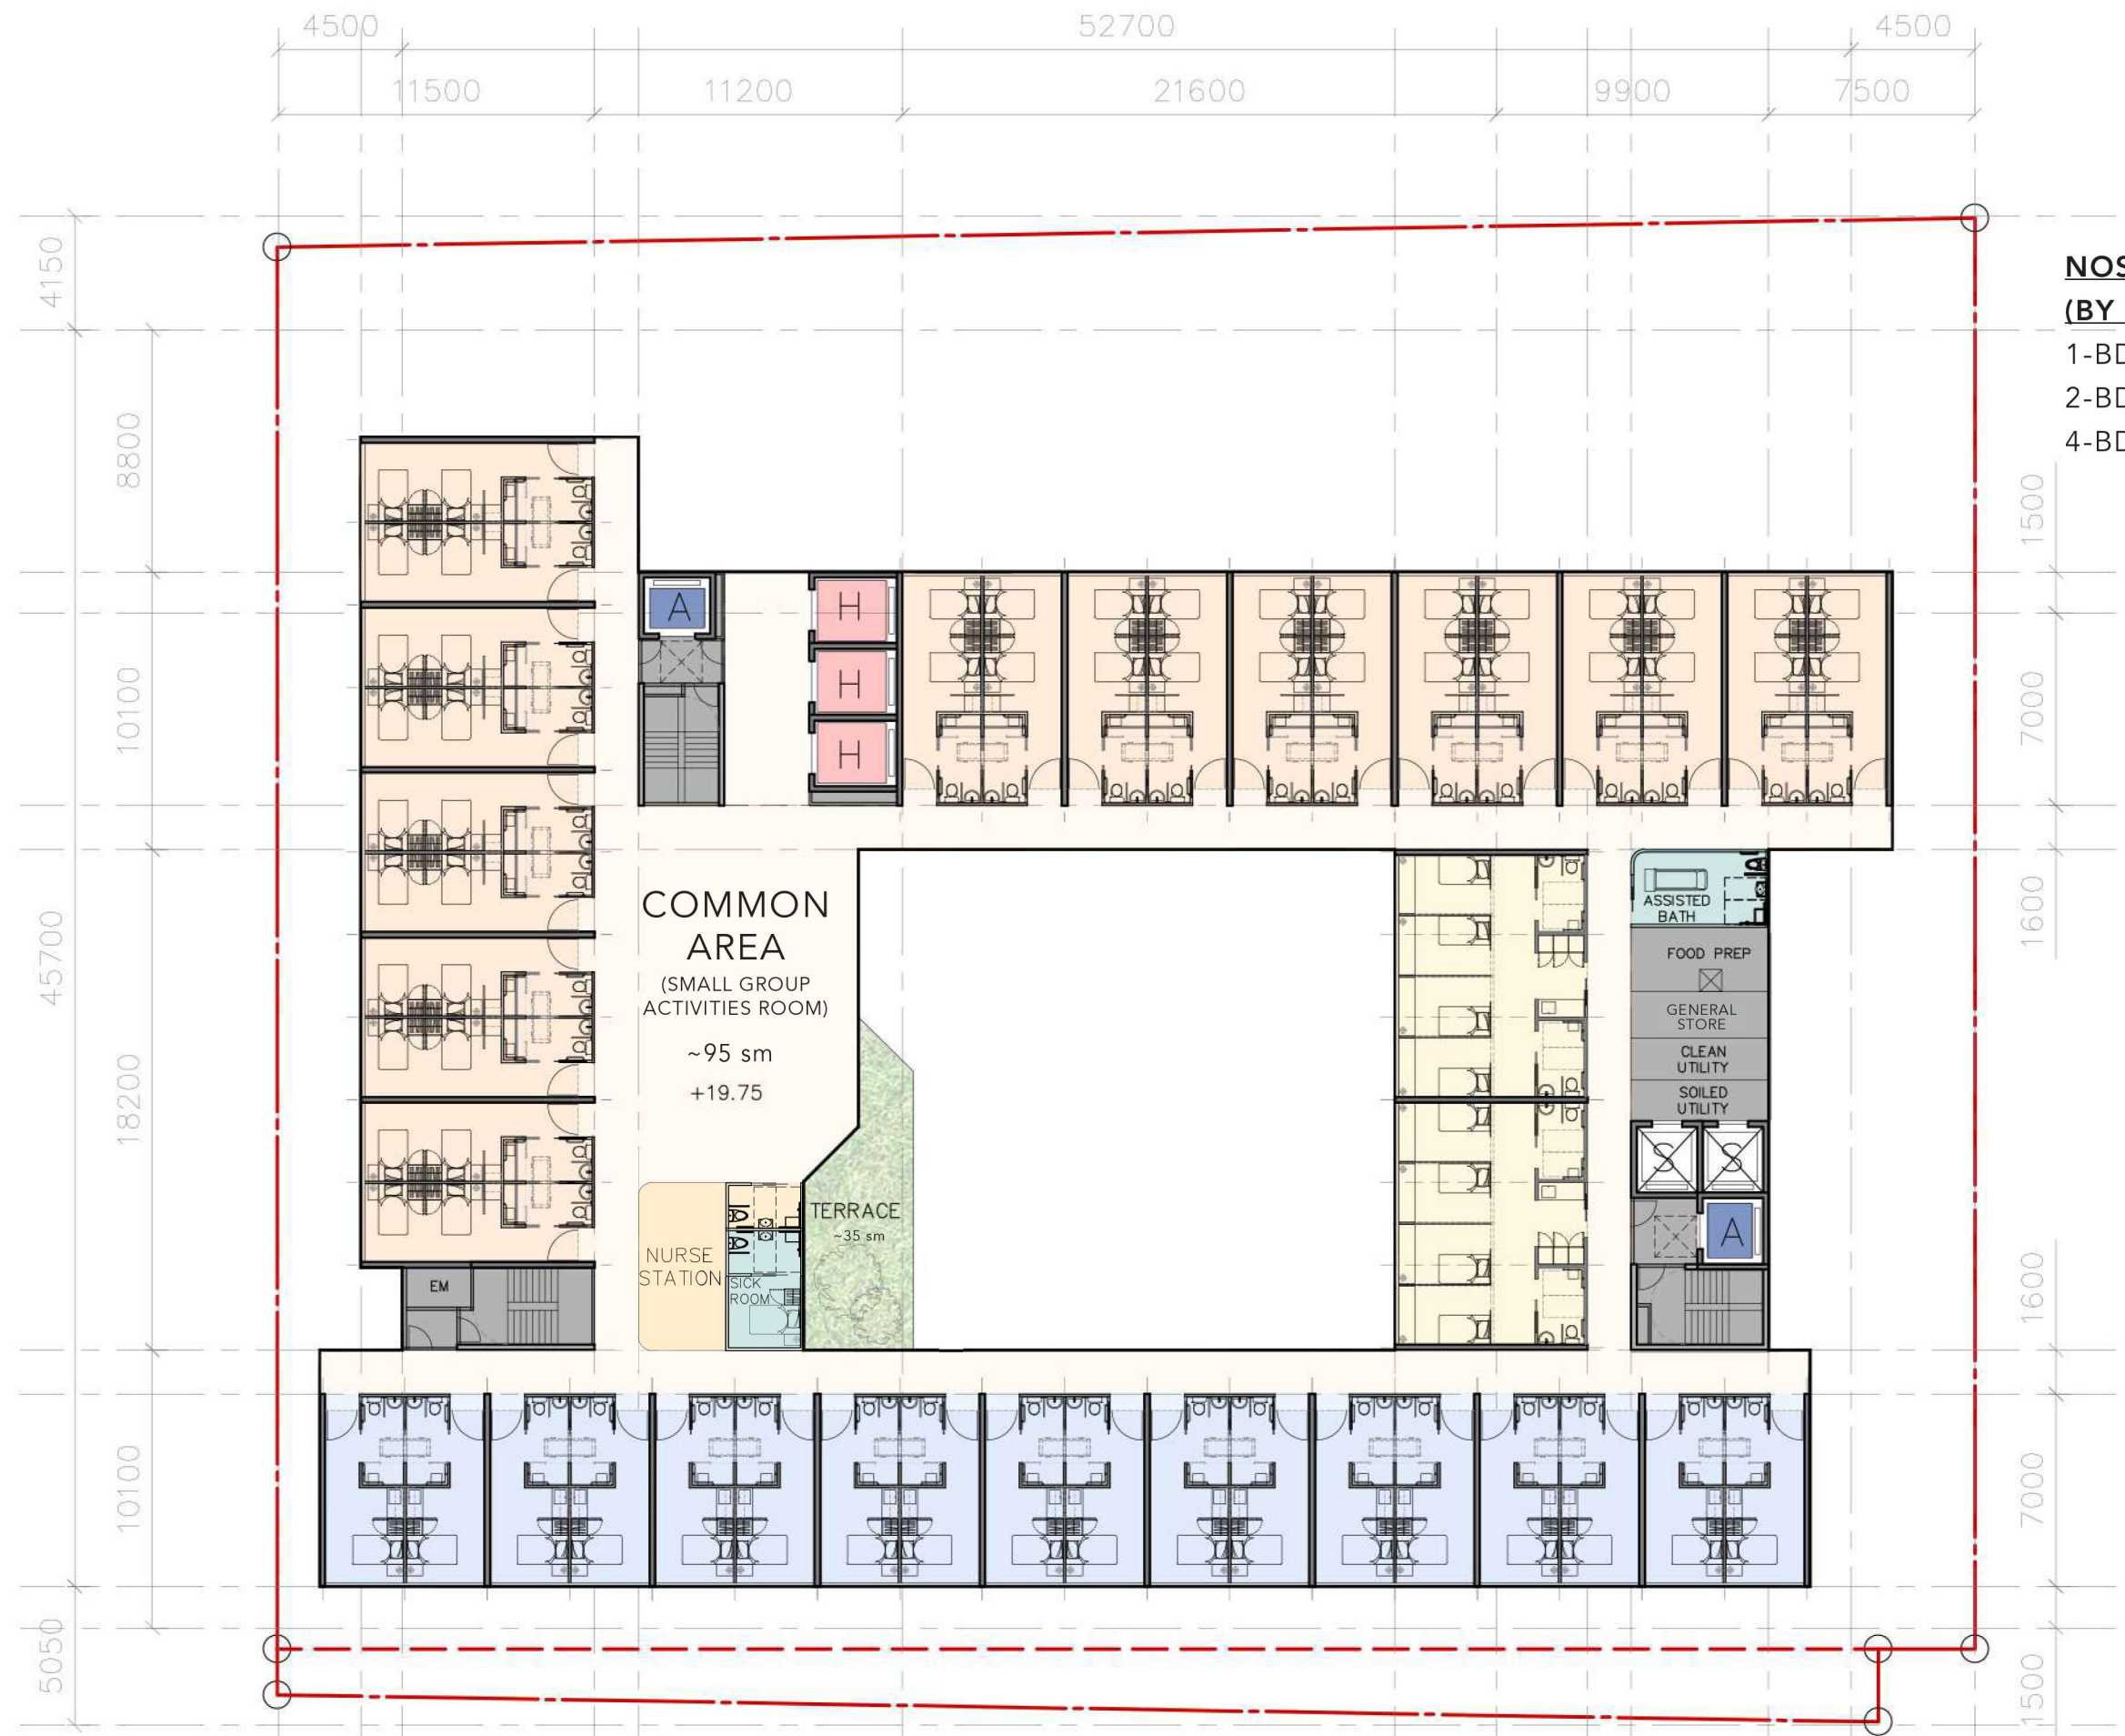 4500
52700
4500
11500
11200
21600
9900
7500
4150
8800
10100
45700
18200
10100
5050
NOS
(BY
1-BD
2-BD
4-BD
1500
7000
1600
1600
7000
1500
A
H
H
H
COMMON
AREA
(SMALL GROUP
ACTIVITIES ROOM)
~95 sm
+19.75
ASSISTED
BATH
FOOD PREP
GENERAL
STORE
CLEAN
UTILITY
SOILED
UTILITY
S S
A
TERRACE
~35 sm
NURSE
STATION
SICK
ROOM
EM